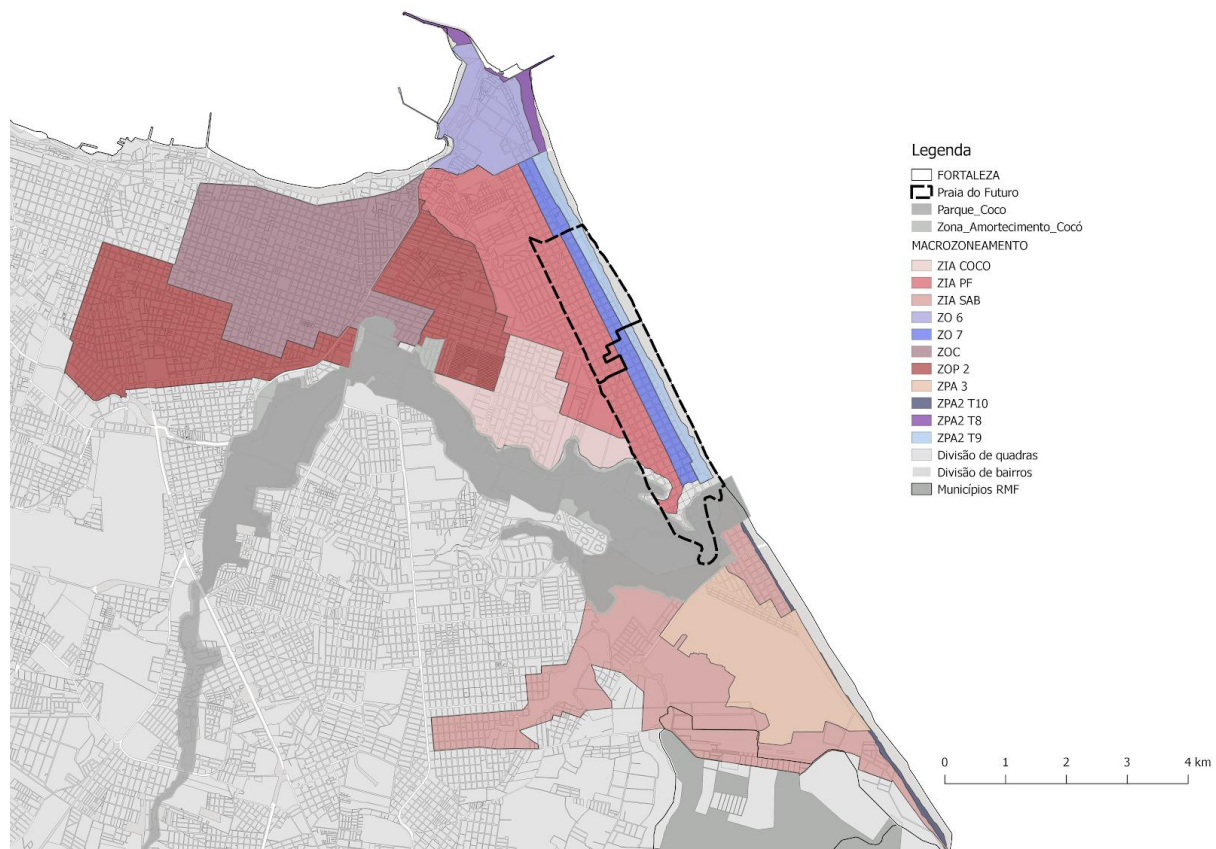 Legenda
FORTALEZA
Praia do Futuro
Parque_Coco
Zona_Amortecimento_Cocó
MACROZONEAMENTO
ZIA COCO
ZIA PF
ZIA SAB
ZO 6
ZO 7
ZOC
ZOP 2
ZPA 3
ZPA2 T10
ZPA2 T8
ZPA2 T9
Divisão de quadras
Divisão de bairros
Municípios RMF
0 1 2 3 4 km